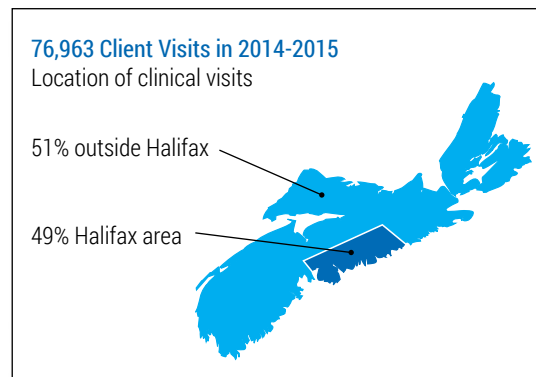 76,963 Client Visits in 2014-2015
Location of clinical visits
51% outside Halifax
49% Halifax area